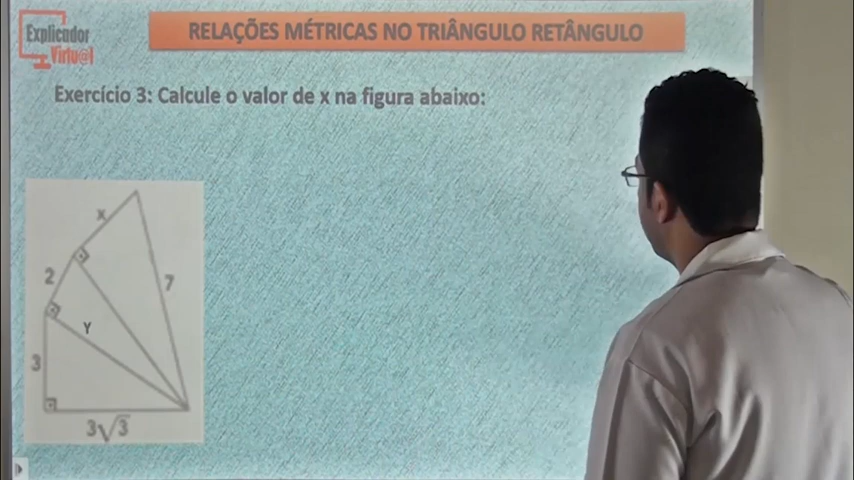 Explicador
Virtu@l
RELAÇÕES MÉTRICAS NO TRIÂNGULO RETÂNGULO
Exercício 3: Calcule o valor de x na figura abaixo:
x
2
7
Y
3
3√3